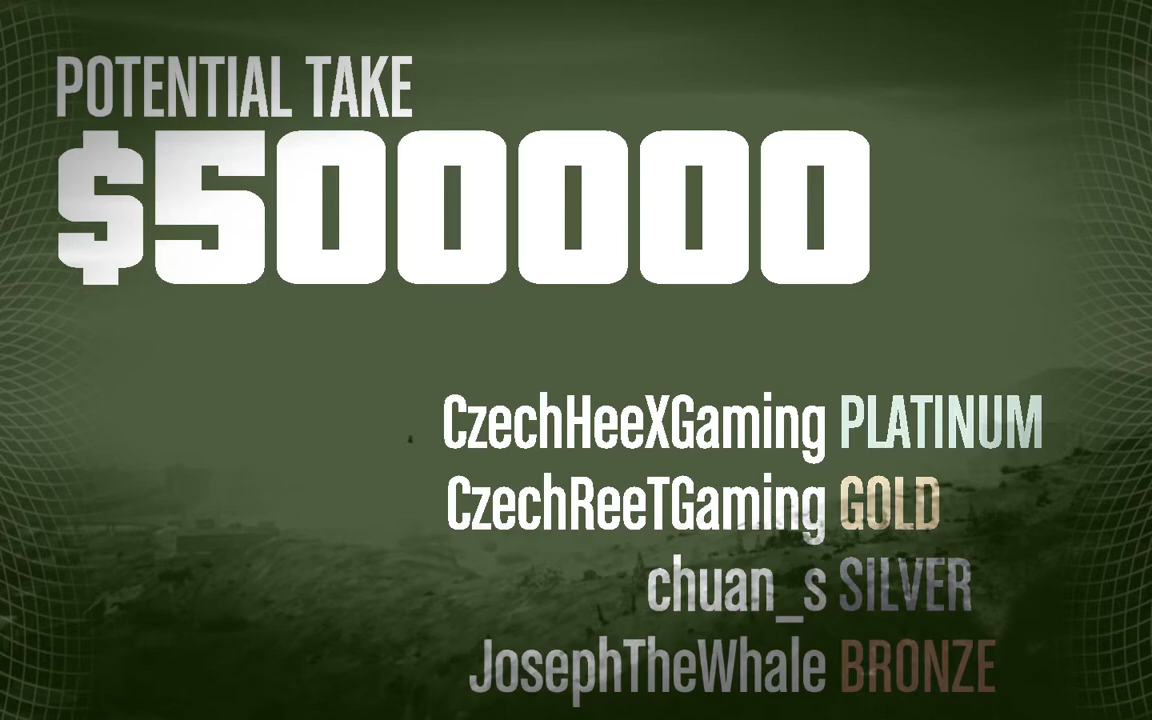 POTENTIAL TAKE
$500000
CzechHeeXGaming PLATINUM
CzechReeTGaming GOLD
chuan_s SILVER
JosephTheWhale BRONZE